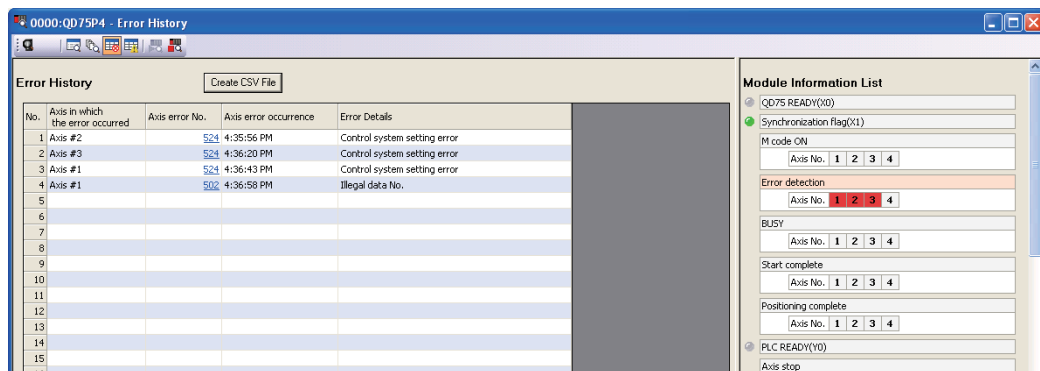 0000:QD75P4 - Error History
Error History
Create CSV File
No. Axis in which the error occurred Axis error No. Axis error occurrence Error Details
1 Axis #2 524 4:35:56 PM Control system setting error
2 Axis #3 524 4:36:20 PM Control system setting error
3 Axis #1 524 4:36:43 PM Control system setting error
4 Axis #1 502 4:36:58 PM Illegal data No.
5
6
7
8
9
10
11
12
13
14
15
Module Information List
QD75 READY(X0)
Synchronization flag(X1)
M code ON
Axis No. 1 2 3 4
Error detection
Axis No. 1 2 3 4
BUSY
Axis No. 1 2 3 4
Start complete
Axis No. 1 2 3 4
Positioning complete
Axis No. 1 2 3 4
PLC READY(Y0)
Axis stop